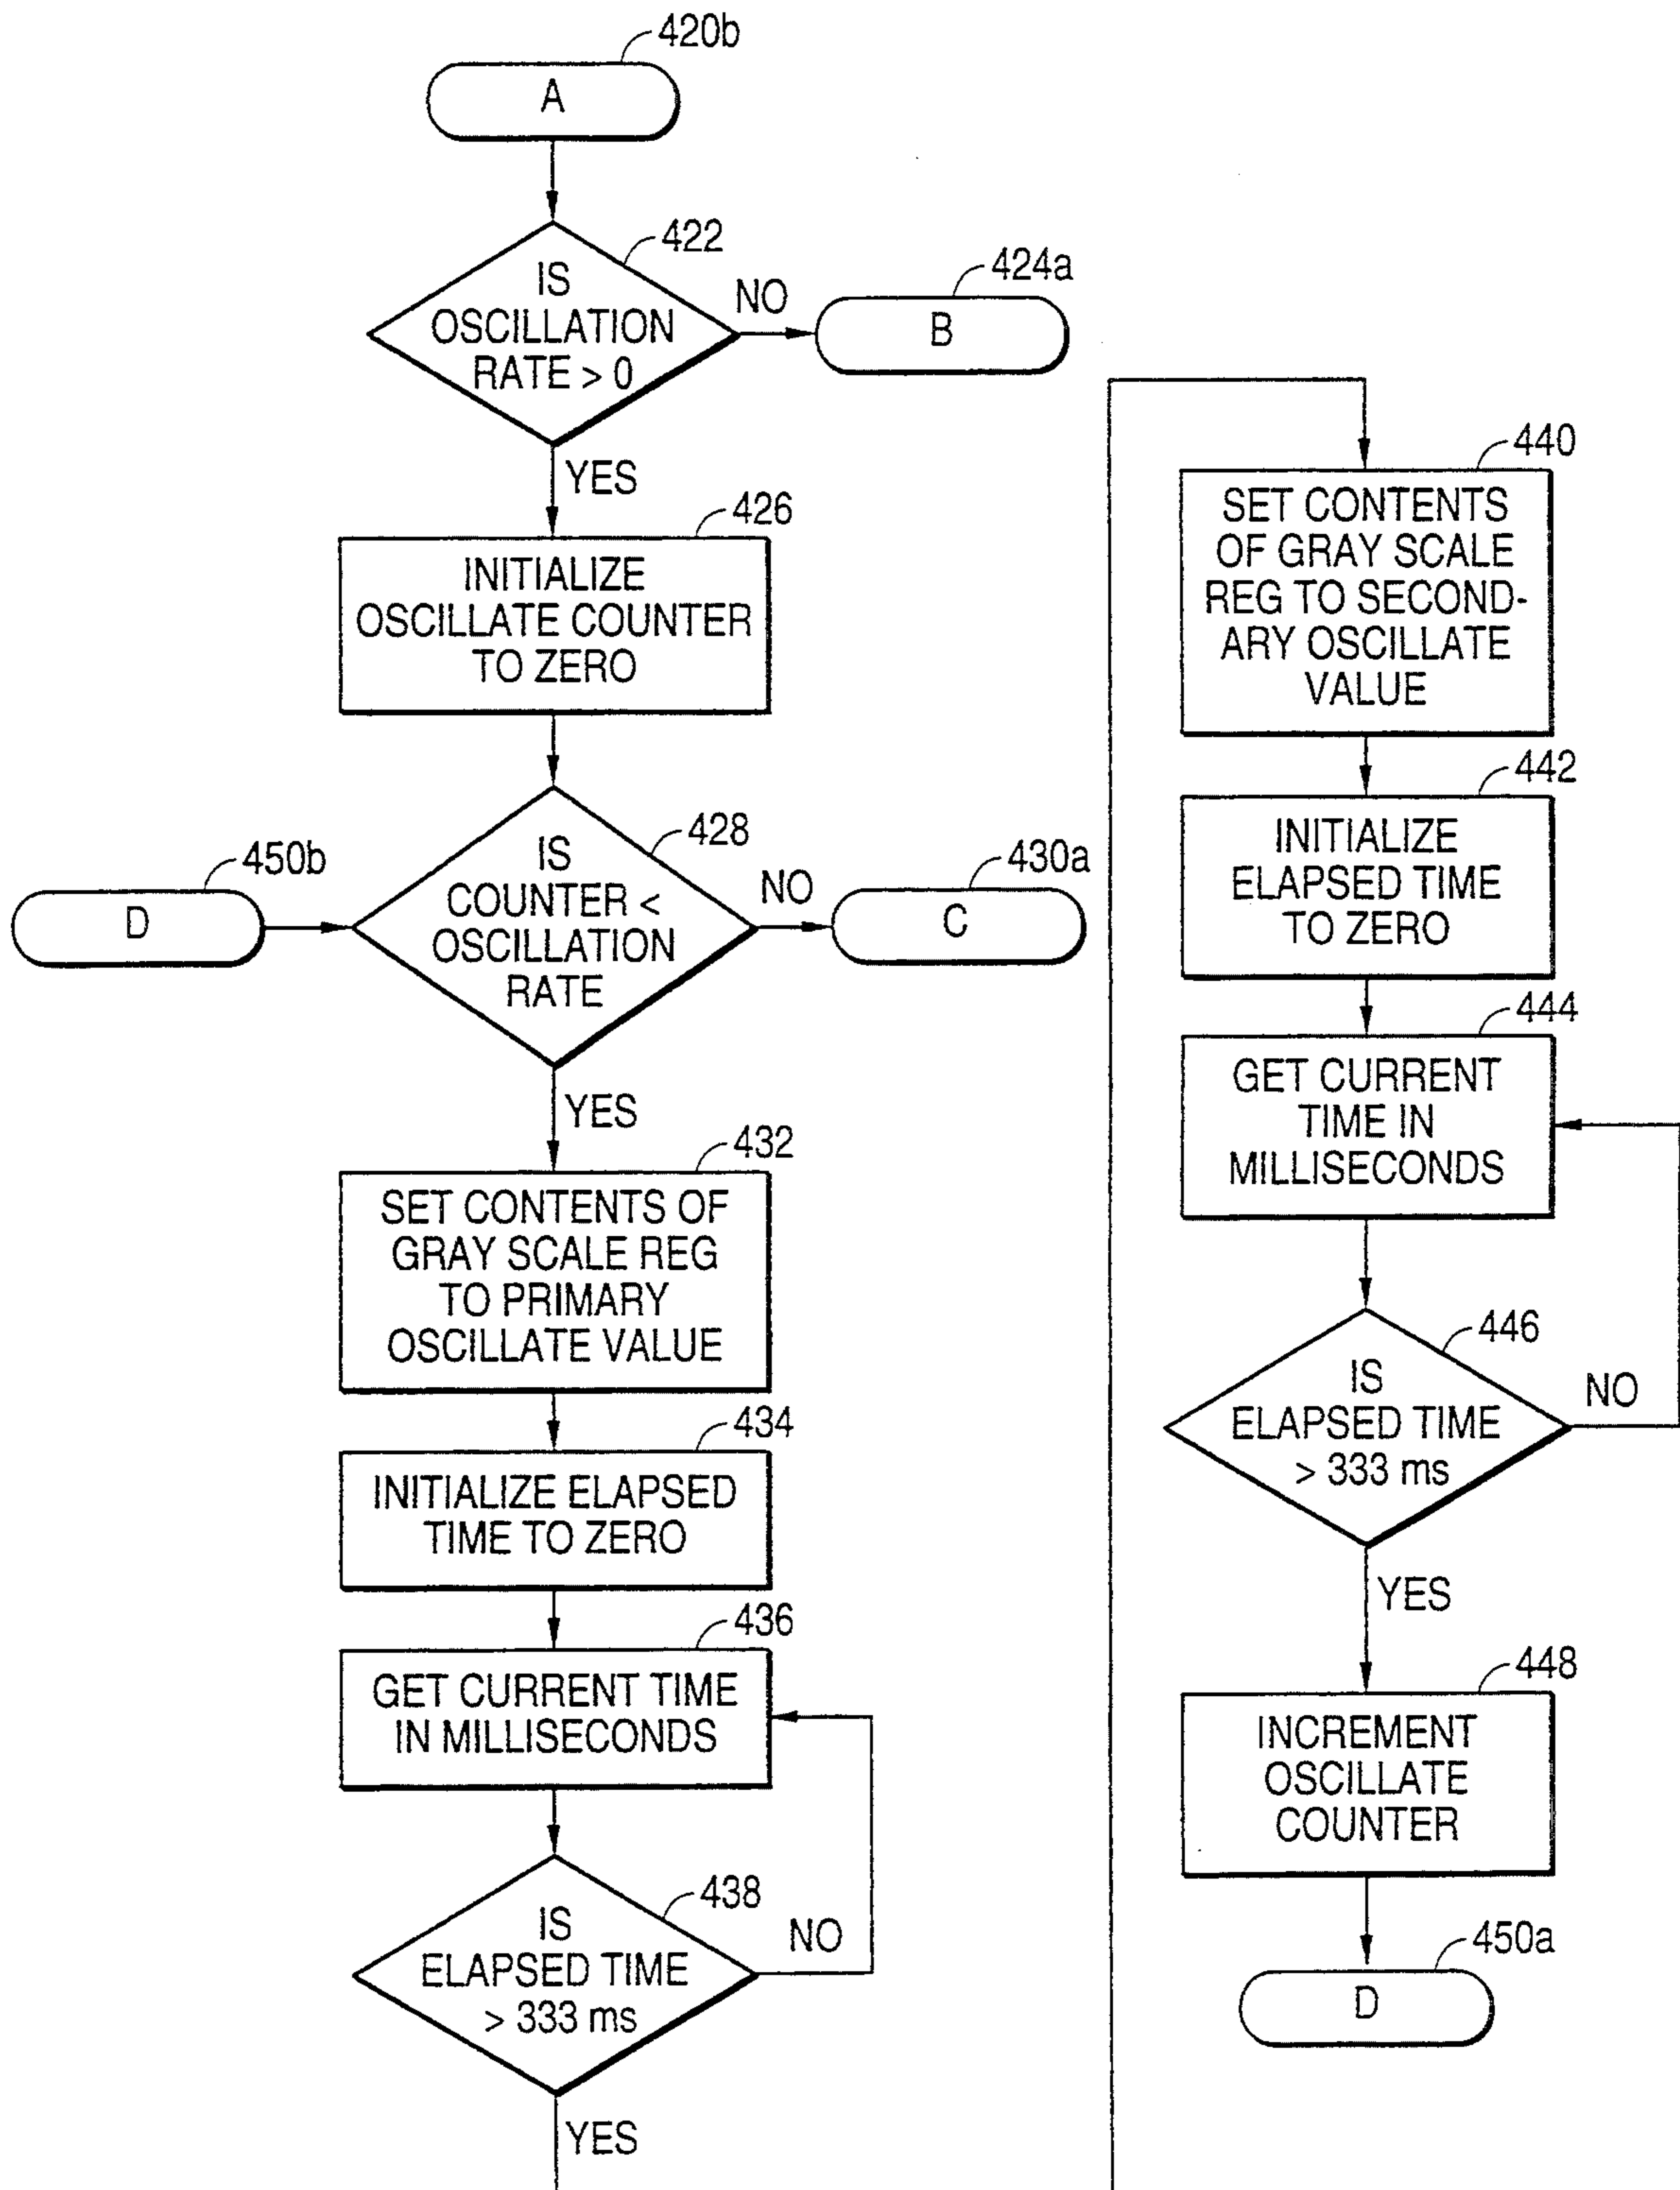 420b
A
422
IS
OSCILLATION
RATE > 0
NO
424a
B
YES
426
INITIALIZE
OSCILLATE COUNTER
TO ZERO
450b
D
428
IS
COUNTER <
OSCILLATION
RATE
NO
430a
C
YES
432
SET CONTENTS OF
GRAY SCALE REG
TO PRIMARY
OSCILLATE VALUE
434
INITIALIZE ELAPSED
TIME TO ZERO
436
GET CURRENT TIME
IN MILLISECONDS
438
IS
ELAPSED TIME
> 333 ms
NO
YES
440
SET CONTENTS
OF GRAY SCALE
REG TO SECOND-
ARY OSCILLATE
VALUE
442
INITIALIZE
ELAPSED TIME
TO ZERO
444
GET CURRENT
TIME IN
MILLISECONDS
446
IS
ELAPSED TIME
> 333 ms
NO
YES
448
INCREMENT
OSCILLATE
COUNTER
450a
D